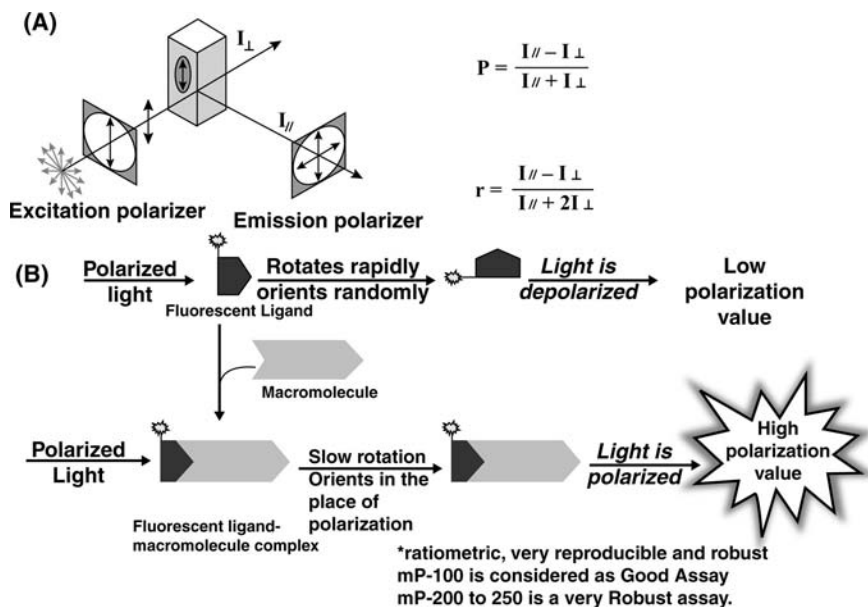 (A)
I⊥
P = I// – I⊥ / I// + I⊥
I//
r = I// – I⊥ / I// + 2I⊥
Excitation polarizer
Emission polarizer
(B)
Polarized
light
Fluorescent Ligand
Rotates rapidly
orients randomly
Light is
depolarized
Low
polarization
value
Macromolecule
Polarized
Light
Fluorescent ligand-
macromolecule complex
Slow rotation
Orients in the
place of
polarization
Light is
polarized
High
polarization
value
*ratiometric, very reproducible and robust
mP-100 is considered as Good Assay
mP-200 to 250 is a very Robust assay.